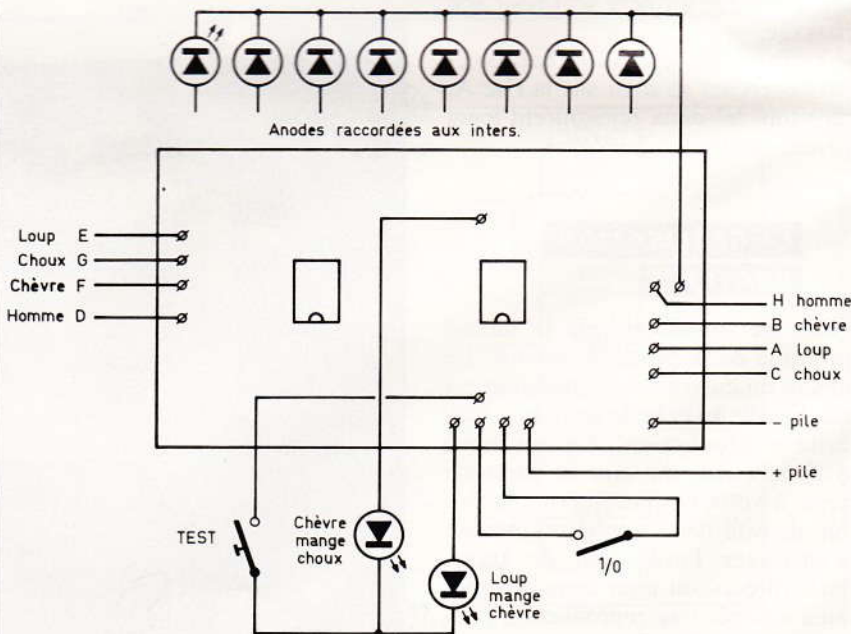 Anodes raccordées aux inters.
Loup E
Choux G
Chèvre F
Homme D
H homme
B chèvre
A loup
C choux
- pile
+ pile
TEST
Chèvre
mange
choux
Loup
mange
chèvre
1/0